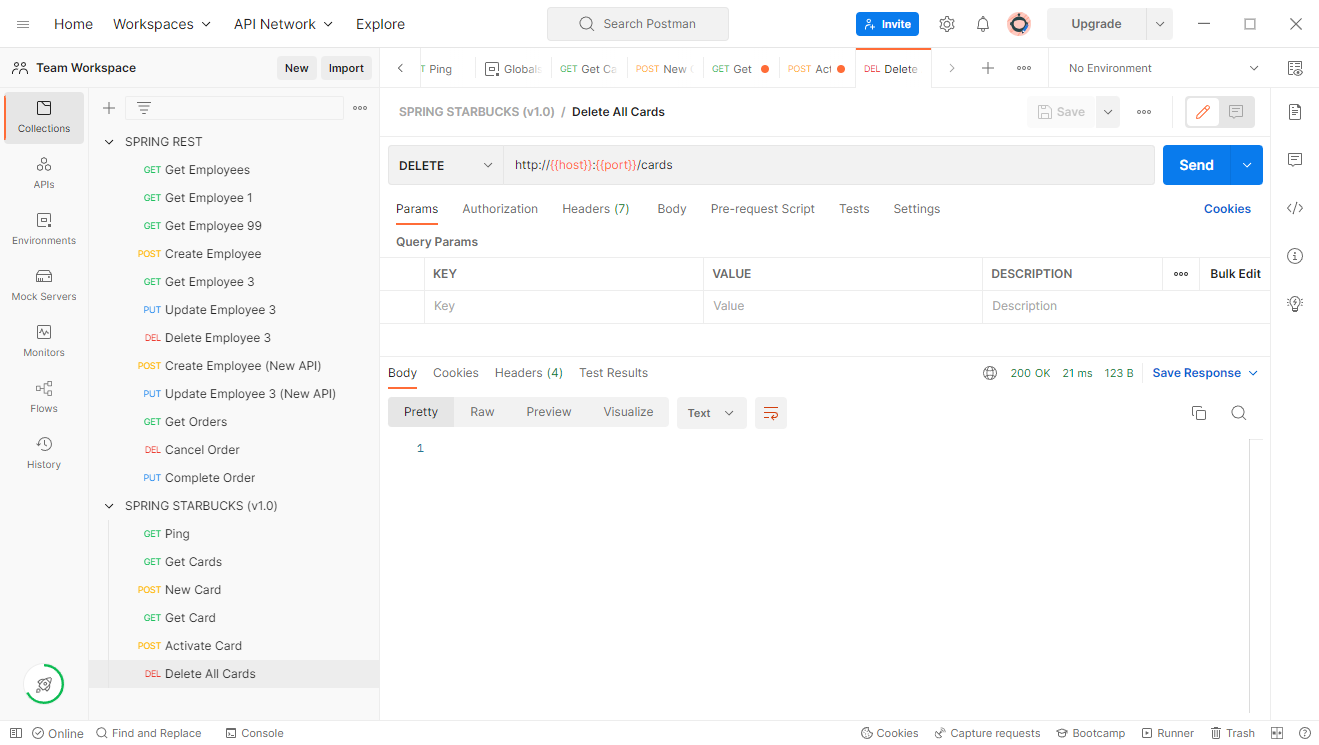 Home Workspaces API Network Explore Search Postman Invite Upgrade
Team Workspace New Import
Ping Globals GET Get Ca POST New GET Get POST Act DEL Delete No Environment
Collections
APIs
Environments
Mock Servers
Monitors
Flows
History
SPRING REST
GET Get Employees
GET Get Employee 1
GET Get Employee 99
POST Create Employee
GET Get Employee 3
PUT Update Employee 3
DEL Delete Employee 3
POST Create Employee (New API)
PUT Update Employee 3 (New API)
GET Get Orders
DEL Cancel Order
PUT Complete Order
SPRING STARBUCKS (v1.0)
GET Ping
GET Get Cards
POST New Card
GET Get Card
POST Activate Card
DEL Delete All Cards
SPRING STARBUCKS (v1.0) / Delete All Cards Save
DELETE http://{{host}}:{{port}}/cards Send
Params Authorization Headers (7) Body Pre-request Script Tests Settings Cookies
Query Params
KEY VALUE DESCRIPTION Bulk Edit
Key Value Description
Body Cookies Headers (4) Test Results 200 OK 21 ms 123 B Save Response
Pretty Raw Preview Visualize Text
1
Online Find and Replace Console Cookies Capture requests Bootcamp Runner Trash